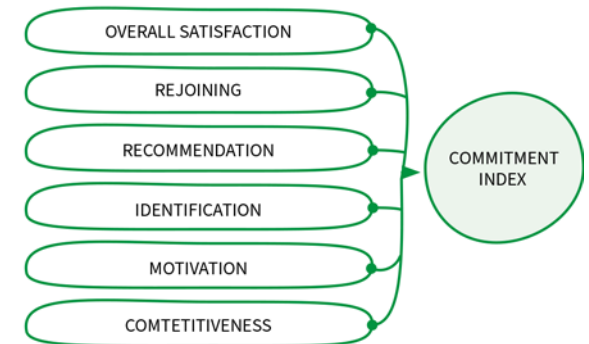 OVERALL SATISFACTION
REJOINING
RECOMMENDATION
IDENTIFICATION
MOTIVATION
COMTETITIVENESS
COMMITMENT
INDEX